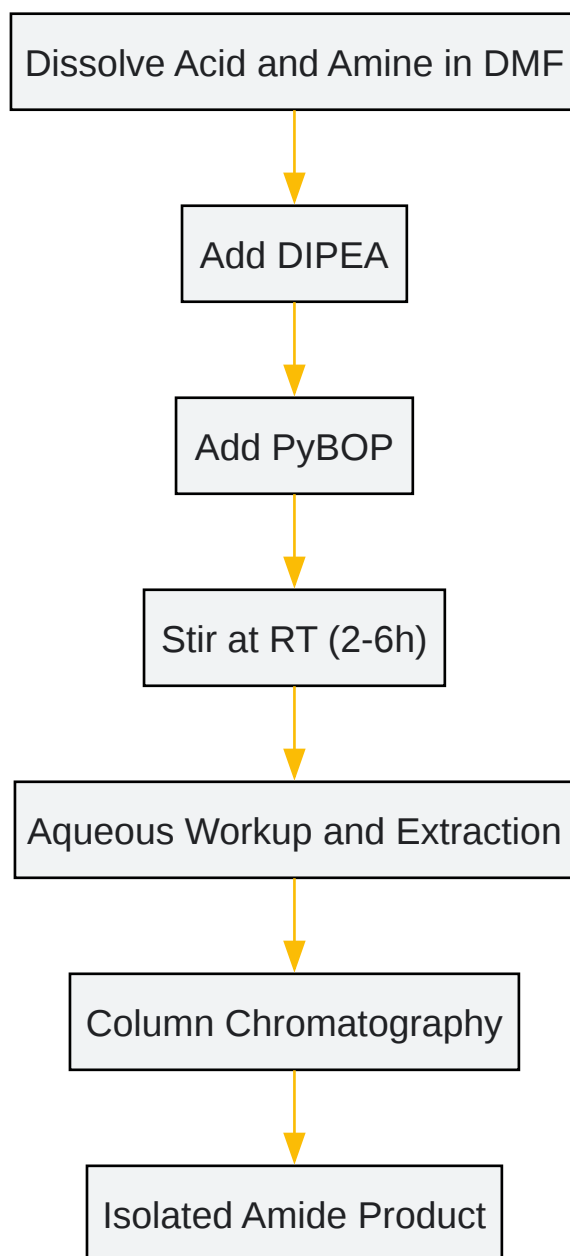 Dissolve Acid and Amine in DMF
Add DIPEA
Add PyBOP
Stir at RT (2-6h)
Aqueous Workup and Extraction
Column Chromatography
Isolated Amide Product